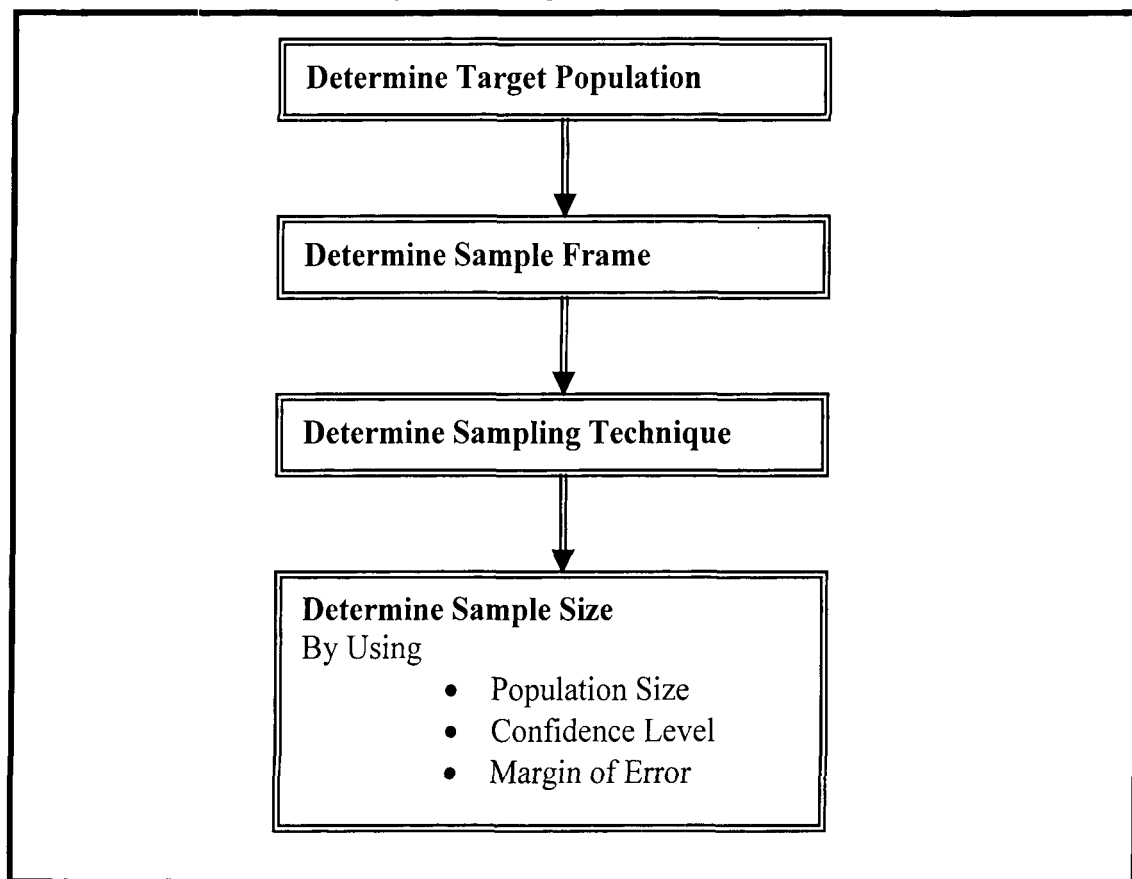 Determine Target Population
Determine Sample Frame
Determine Sampling Technique
Determine Sample Size
By Using
• Population Size
• Confidence Level
• Margin of Error